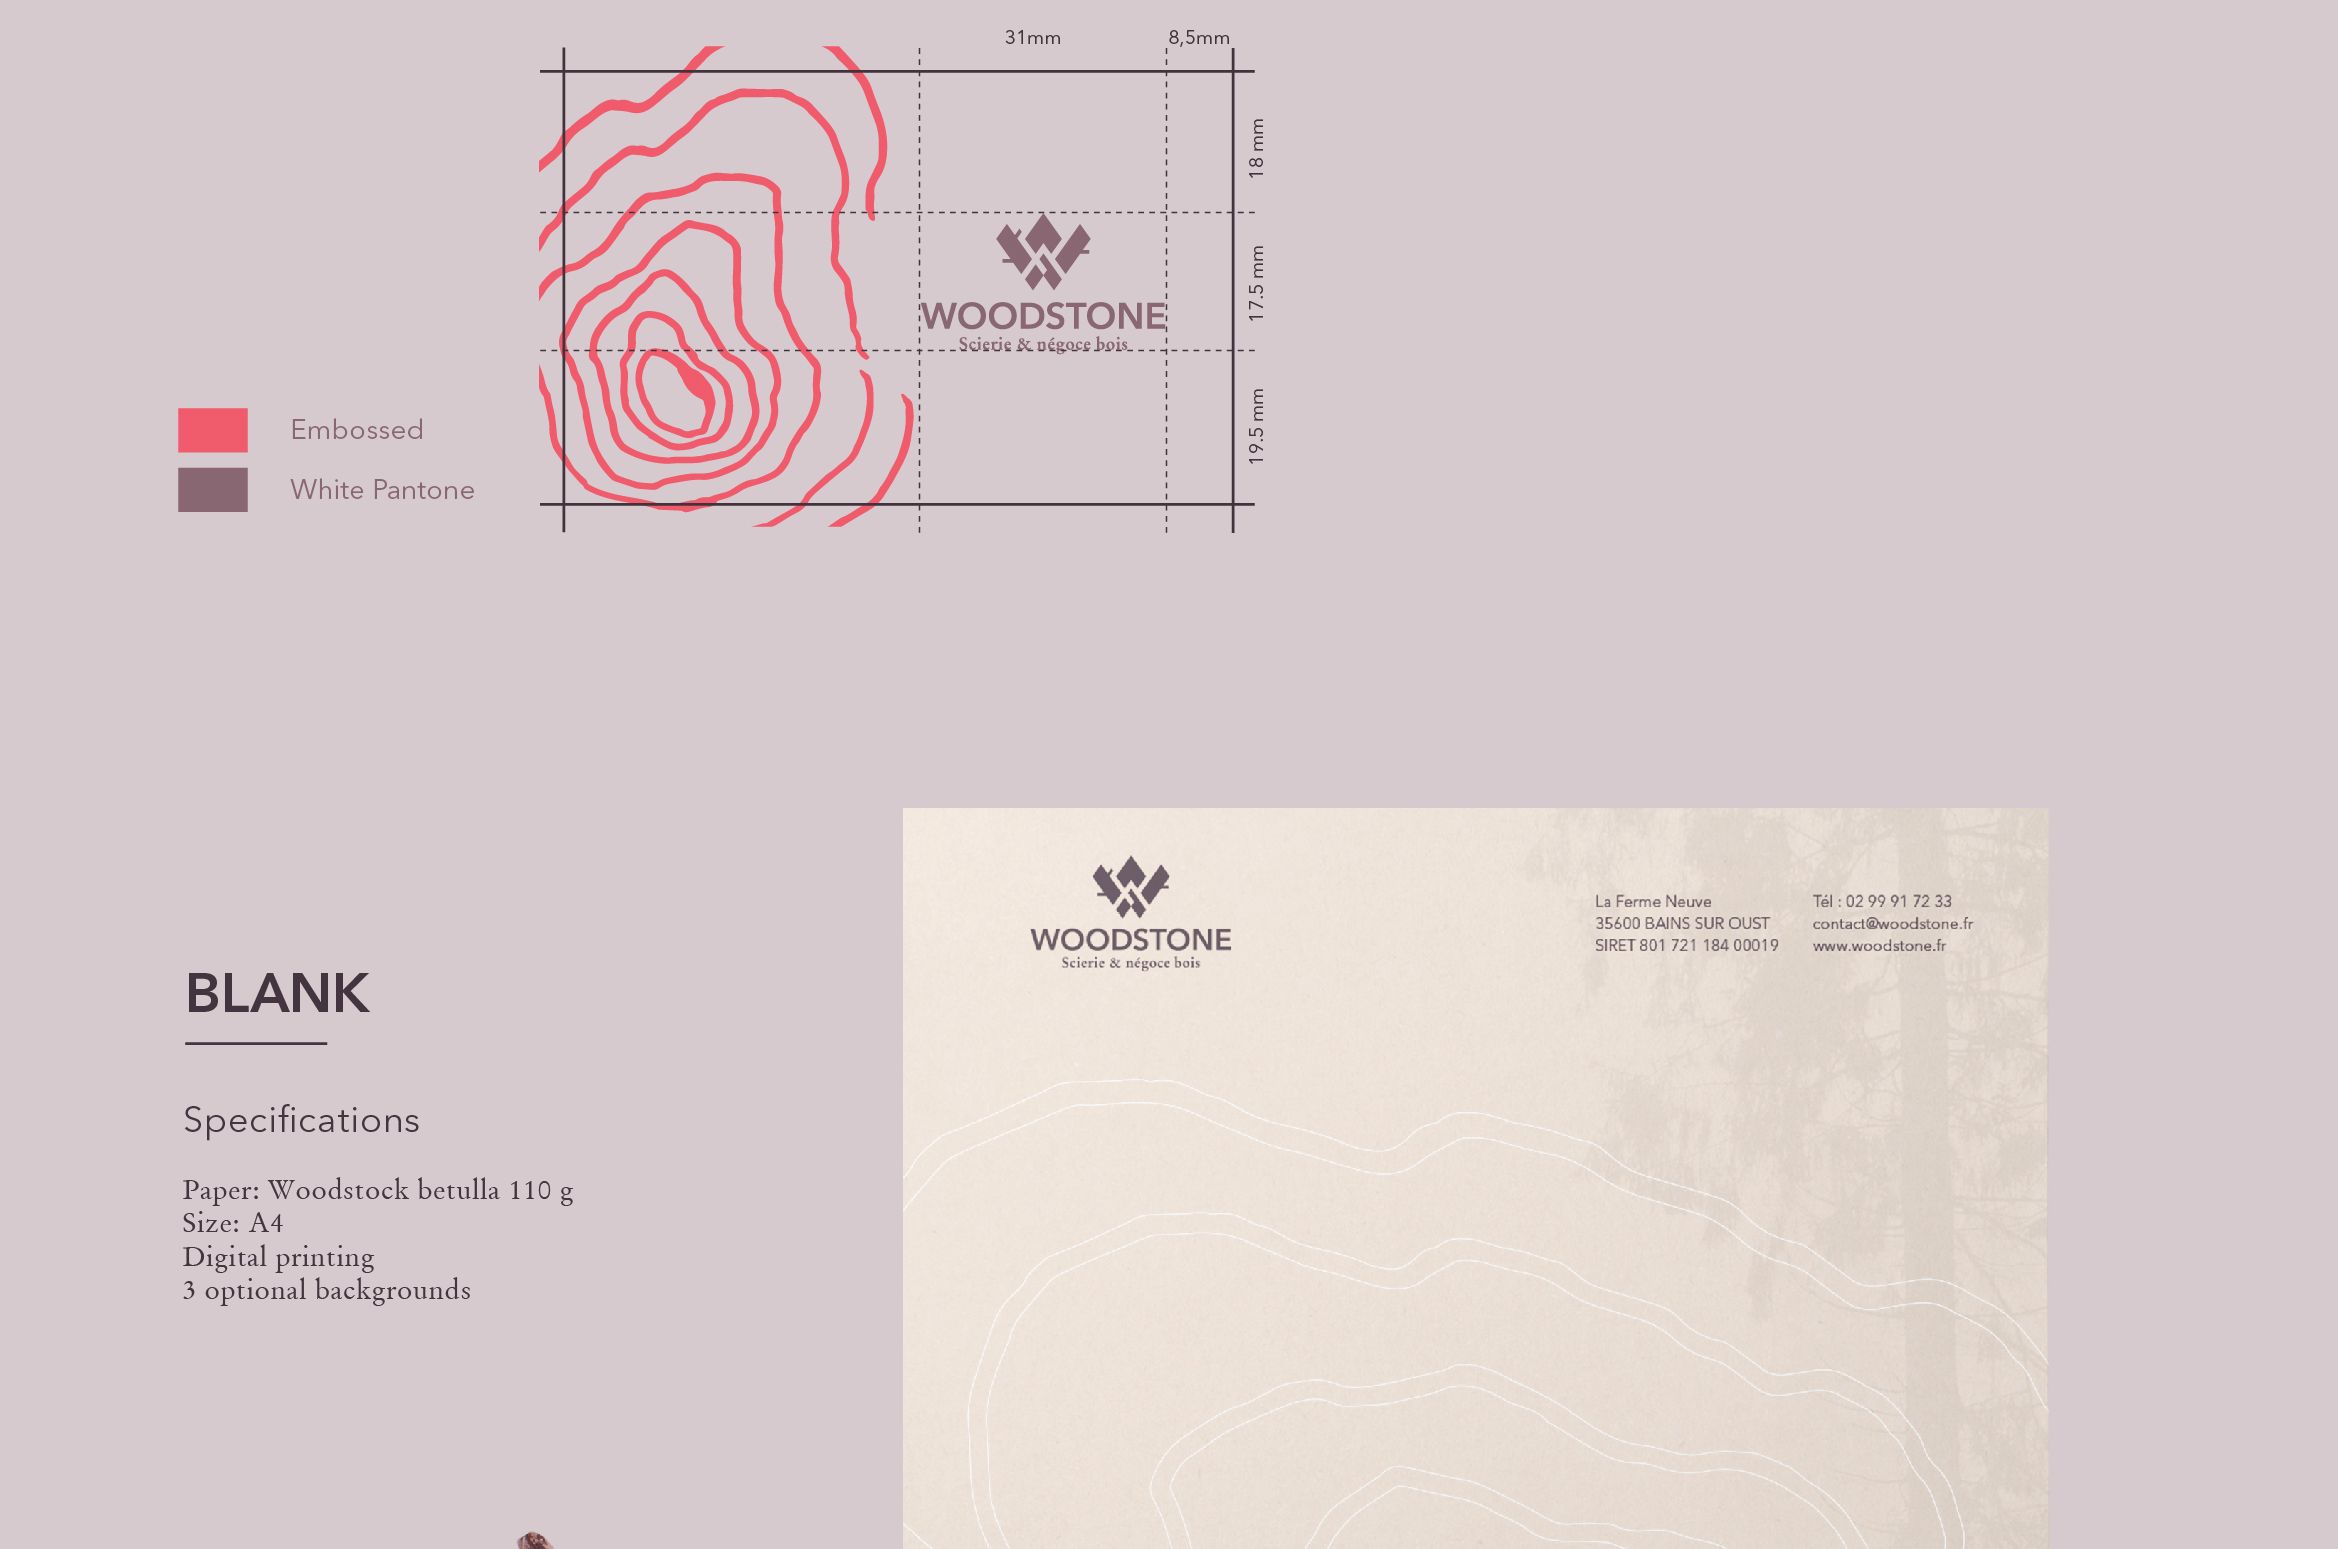 31mm
8,5mm
18 mm
WOODSTONE
Scierie & négoce bois
17.5 mm
19.5 mm
Embossed
White Pantone
WOODSTONE
Scierie & négoce bois
La Ferme Neuve
35600 BAINS SUR OUST
SIRET 801 721 184 00019
Tél : 02 99 91 72 33
contact@woodstone.fr
www.woodstone.fr
BLANK
Specifications
Paper: Woodstock betulla 110 g
Size: A4
Digital printing
3 optional backgrounds